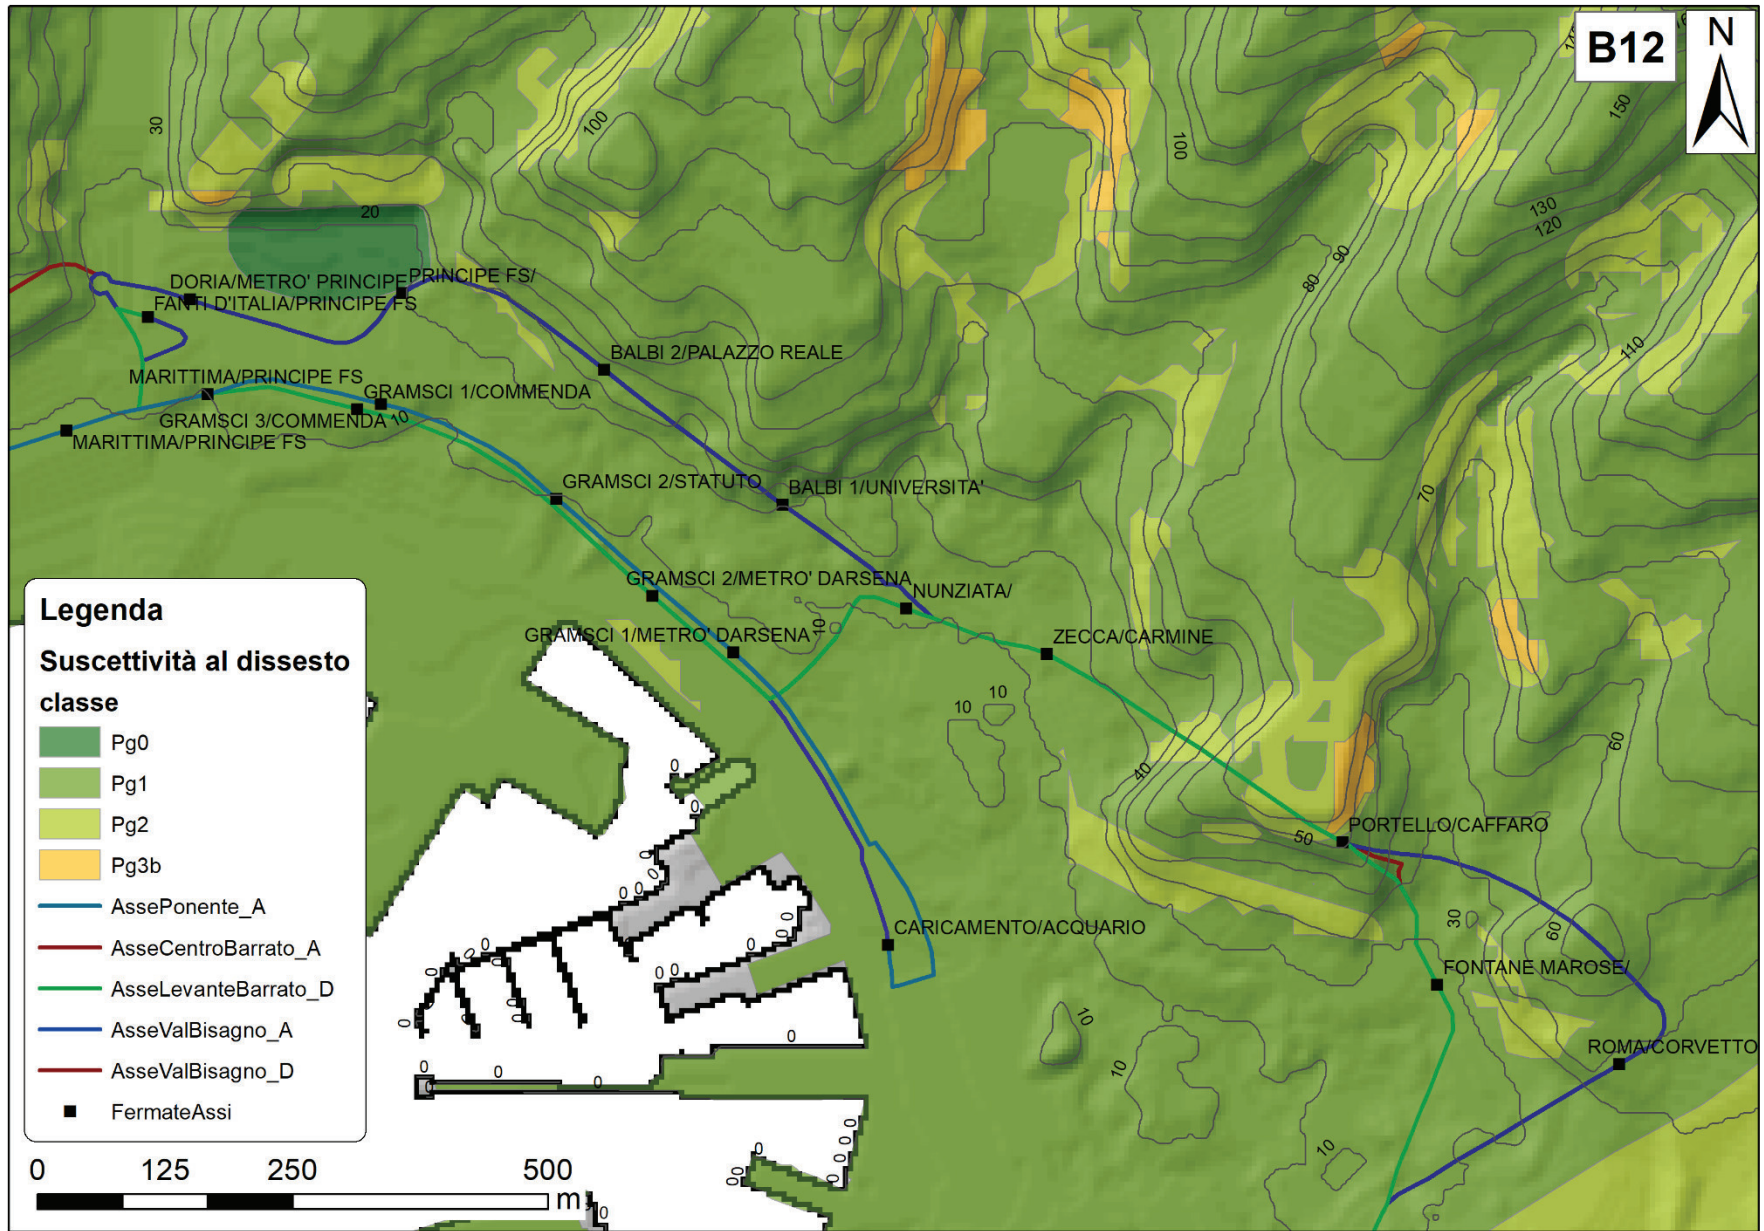 B12
N
30
100
100
150
130
120
20
90
80
DORIA/METRO' PRINCIPE
PRINCIPE FS/
FANTI D'ITALIA/PRINCIPE FS
110
BALBI 2/PALAZZO REALE
MARITTIMA/PRINCIPE FS
GRAMSCI 1/COMMENDA
GRAMSCI 3/COMMENDA
10
MARITTIMA/PRINCIPE FS
GRAMSCI 2/STATUTO
BALBI 1/UNIVERSITA'
70
GRAMSCI 2/METRO' DARSENA
NUNZIATA/
GRAMSCI 1/METRO' DARSENA
10
ZECCA/CARMINE
10
10
60
40
50
PORTELLO/CAFFARO
30
60
CARICAMENTO/ACQUARIO
FONTANE MAROSE/
10
10
ROMA/CORVETTO
10
Legenda
Suscettività al dissesto
classe
Pg0
Pg1
Pg2
Pg3b
AssePonente_A
AsseCentroBarrato_A
AsseLevanteBarrato_D
AsseValBisagno_A
AsseValBisagno_D
FermateAssi
0 125 250 500
m